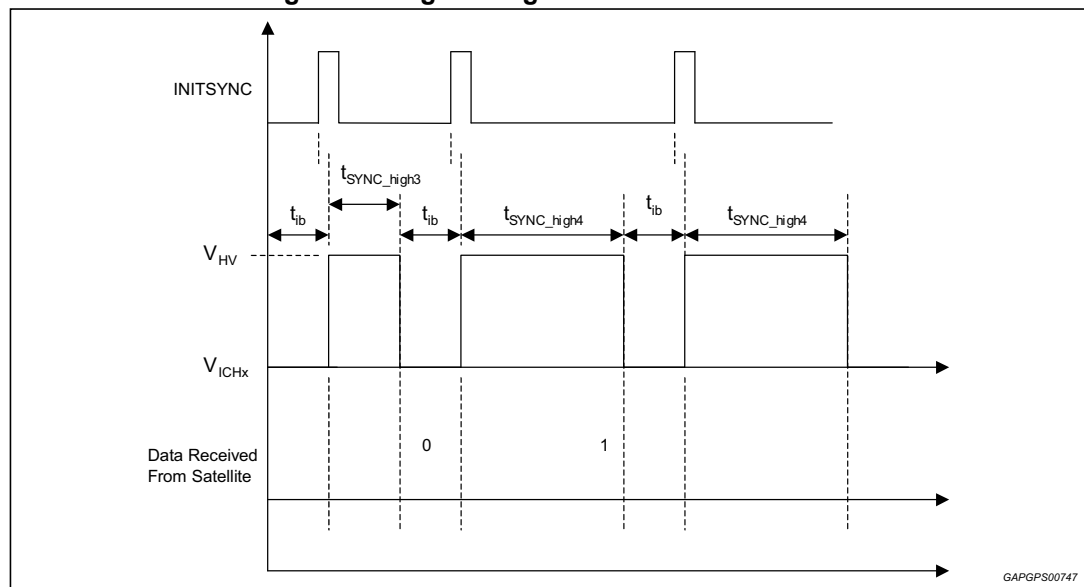 INITSYNC
t_SYNC_high3
t_ib
t_ib
t_SYNC_high4
t_ib
t_SYNC_high4
V_HV
V_ICHx
0
1
Data Received
From Satellite
GAPGPS00747